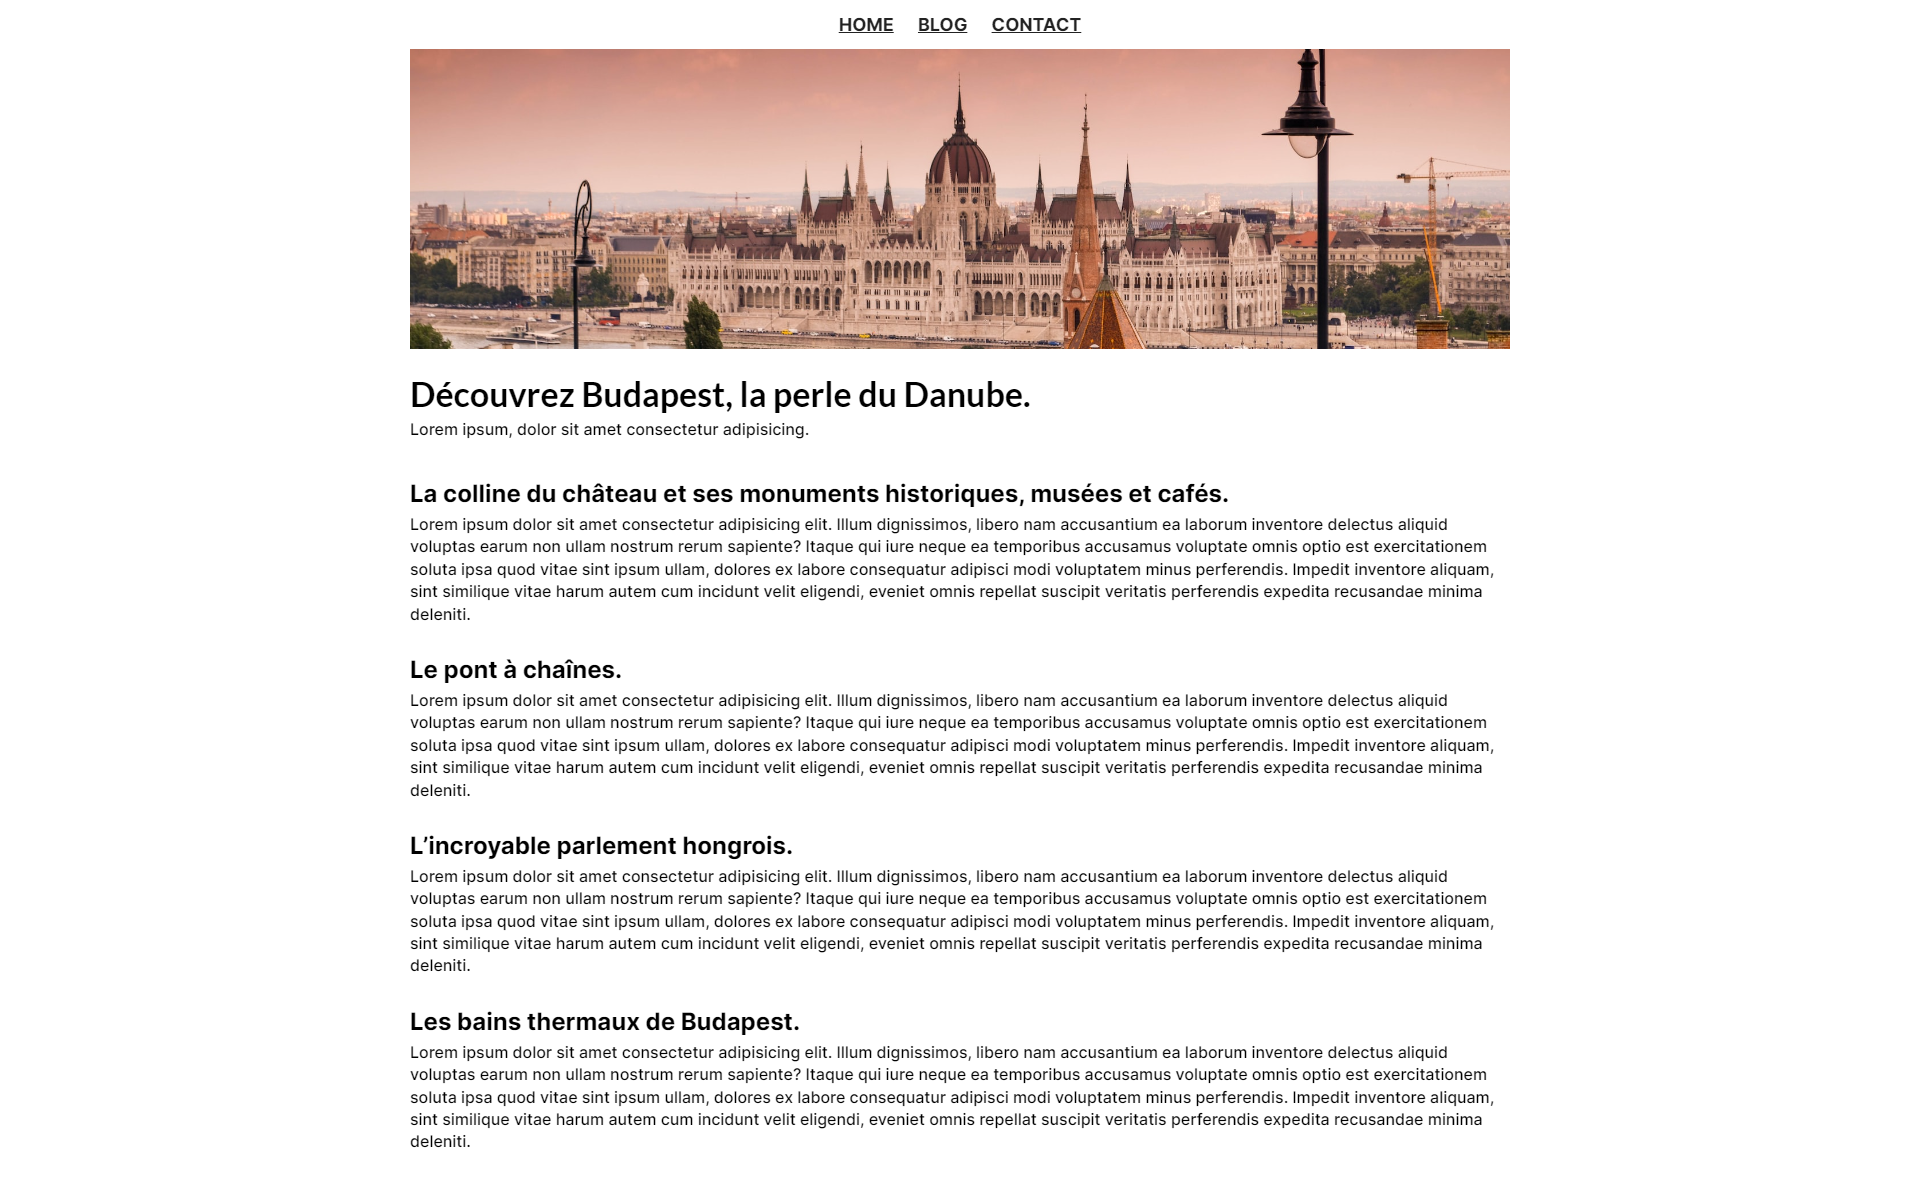 HOME BLOG CONTACT
Découvrez Budapest, la perle du Danube.
Lorem ipsum, dolor sit amet consectetur adipisicing.
La colline du château et ses monuments historiques, musées et cafés.
Lorem ipsum dolor sit amet consectetur adipisicing elit. Illum dignissimos, libero nam accusantium ea laborum inventore delectus aliquid
voluptas earum non ullam nostrum rerum sapiente? Itaque qui iure neque ea temporibus accusamus voluptate omnis optio est exercitationem
soluta ipsa quod vitae sint ipsum ullam, dolores ex labore consequatur adipisci modi voluptatem minus perferendis. Impedit inventore aliquam,
sint similique vitae harum autem cum incidunt velit eligendi, eveniet omnis repellat suscipit veritatis perferendis expedita recusandae minima
deleniti.
Le pont à chaînes.
Lorem ipsum dolor sit amet consectetur adipisicing elit. Illum dignissimos, libero nam accusantium ea laborum inventore delectus aliquid
voluptas earum non ullam nostrum rerum sapiente? Itaque qui iure neque ea temporibus accusamus voluptate omnis optio est exercitationem
soluta ipsa quod vitae sint ipsum ullam, dolores ex labore consequatur adipisci modi voluptatem minus perferendis. Impedit inventore aliquam,
sint similique vitae harum autem cum incidunt velit eligendi, eveniet omnis repellat suscipit veritatis perferendis expedita recusandae minima
deleniti.
L’incroyable parlement hongrois.
Lorem ipsum dolor sit amet consectetur adipisicing elit. Illum dignissimos, libero nam accusantium ea laborum inventore delectus aliquid
voluptas earum non ullam nostrum rerum sapiente? Itaque qui iure neque ea temporibus accusamus voluptate omnis optio est exercitationem
soluta ipsa quod vitae sint ipsum ullam, dolores ex labore consequatur adipisci modi voluptatem minus perferendis. Impedit inventore aliquam,
sint similique vitae harum autem cum incidunt velit eligendi, eveniet omnis repellat suscipit veritatis perferendis expedita recusandae minima
deleniti.
Les bains thermaux de Budapest.
Lorem ipsum dolor sit amet consectetur adipisicing elit. Illum dignissimos, libero nam accusantium ea laborum inventore delectus aliquid
voluptas earum non ullam nostrum rerum sapiente? Itaque qui iure neque ea temporibus accusamus voluptate omnis optio est exercitationem
soluta ipsa quod vitae sint ipsum ullam, dolores ex labore consequatur adipisci modi voluptatem minus perferendis. Impedit inventore aliquam,
sint similique vitae harum autem cum incidunt velit eligendi, eveniet omnis repellat suscipit veritatis perferendis expedita recusandae minima
deleniti.